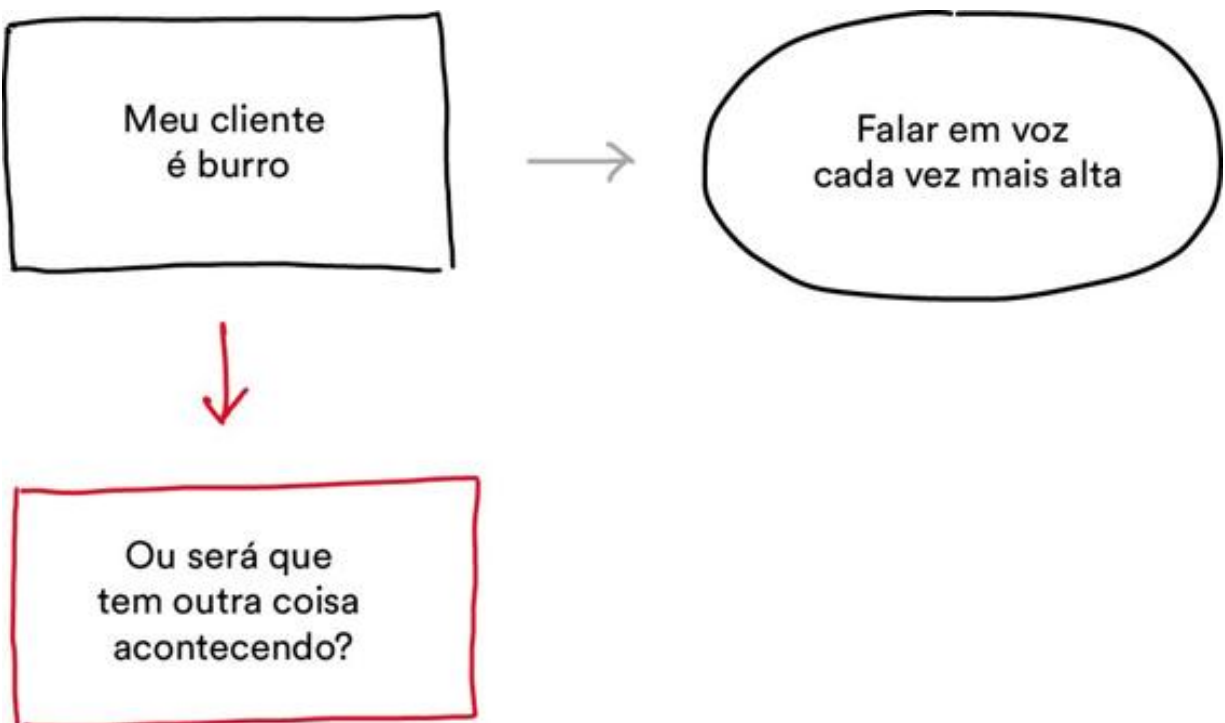 Meu cliente
é burro
Falar em voz
cada vez mais alta
Ou será que
tem outra coisa
acontecendo?